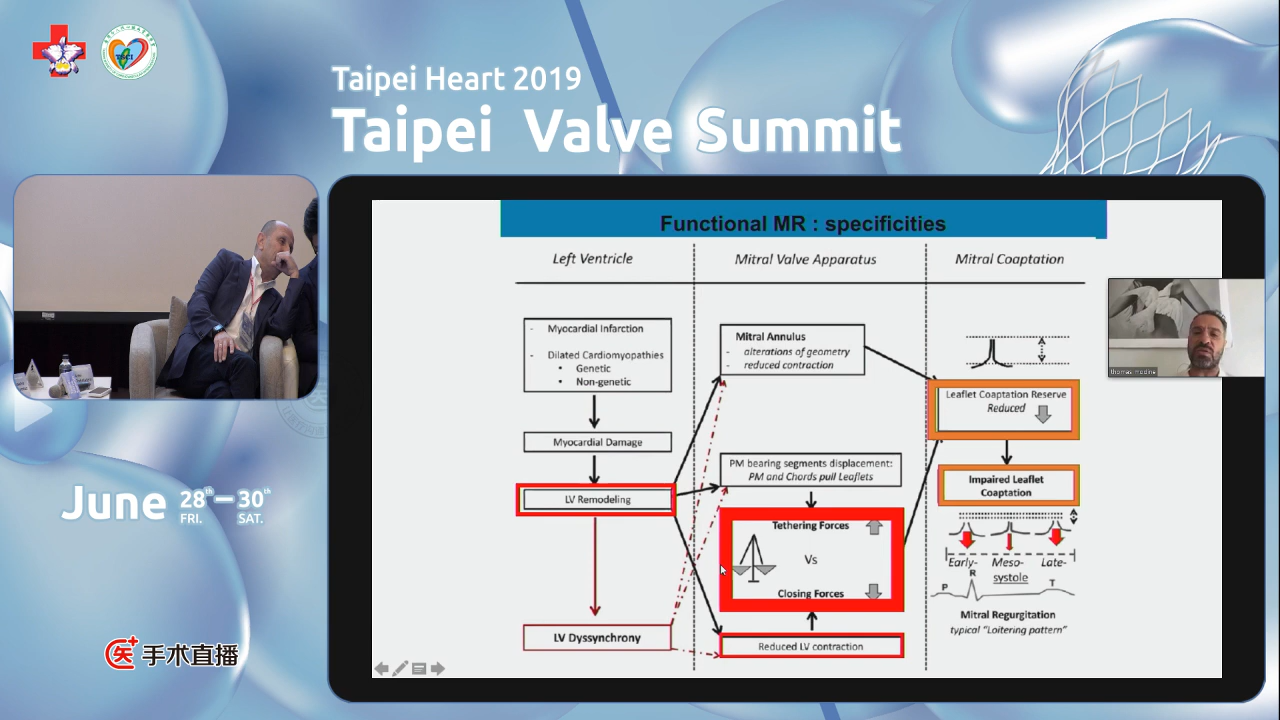 Taipei Heart 2019
Taipei Valve Summit
TSCI
Functional MR : specificities
Left Ventricle
Mitral Valve Apparatus
Mitral Coaptation
- Myocardial Infarction
- Dilated Cardiomyopathies
• Genetic
• Non-genetic
Myocardial Damage
LV Remodeling
LV Dyssynchrony
Mitral Annulus
- alterations of geometry
- reduced contraction
PM bearing segments displacement:
PM and Chords pull Leaflets
Tethering Forces
Vs
Closing Forces
Reduced LV contraction
Leaflet Coaptation Reserve
Reduced
Impaired Leaflet
Coaptation
Early- Meso- Late-
systole
P R T
Mitral Regurgitation
typical “Loitering pattern”
thomas modine
June 28th – 30th
FRI. SAT.
医 手术直播